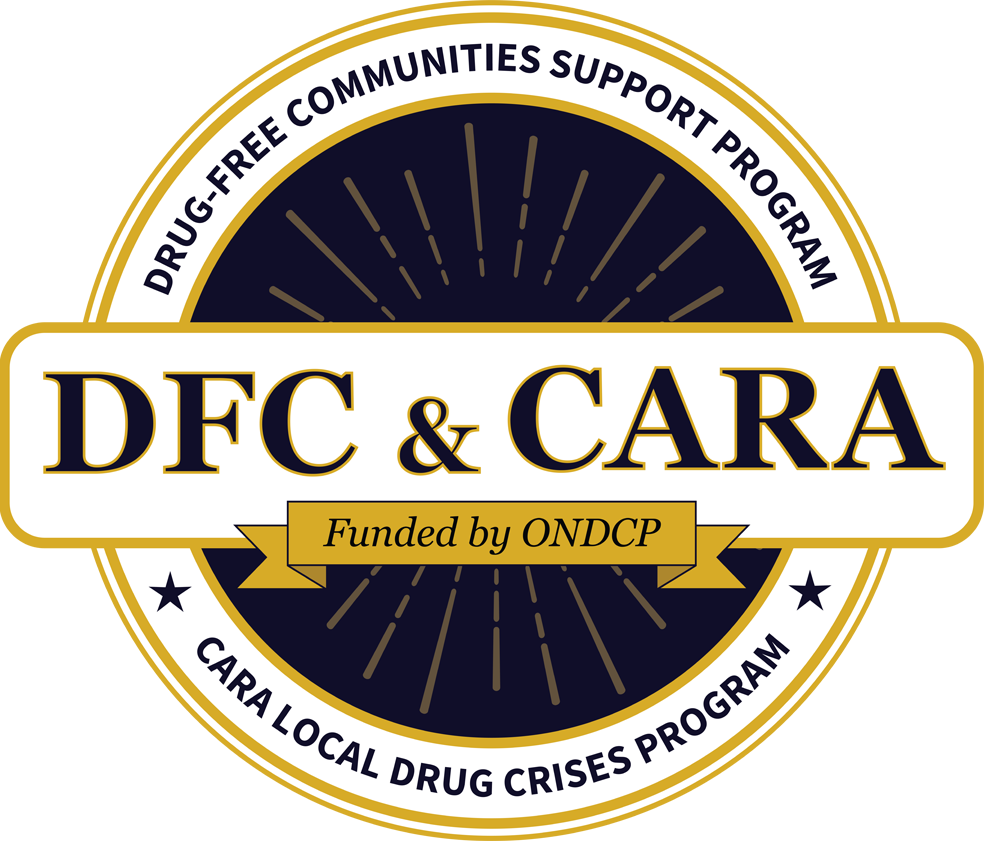 DRUG-FREE COMMUNITIES SUPPORT PROGRAM
DFC & CARA
Funded by ONDCP
CARA LOCAL DRUG CRISES PROGRAM